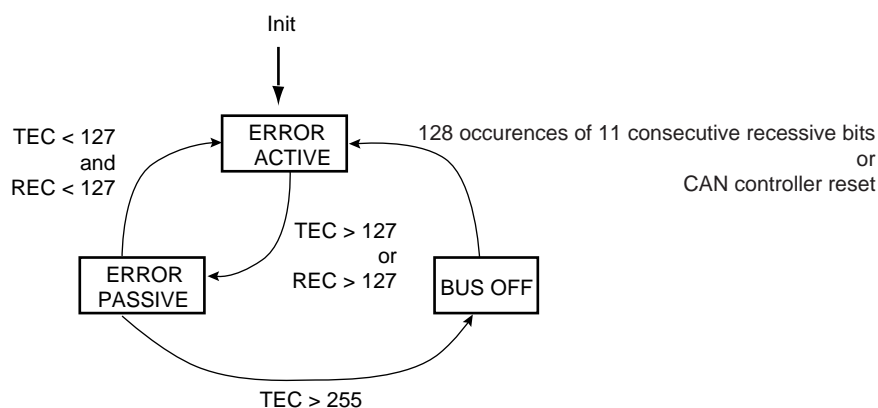 Init
ERROR
ACTIVE
TEC < 127
and
REC < 127
128 occurences of 11 consecutive recessive bits
or
CAN controller reset
TEC > 127
or
REC > 127
ERROR
PASSIVE
BUS OFF
TEC > 255